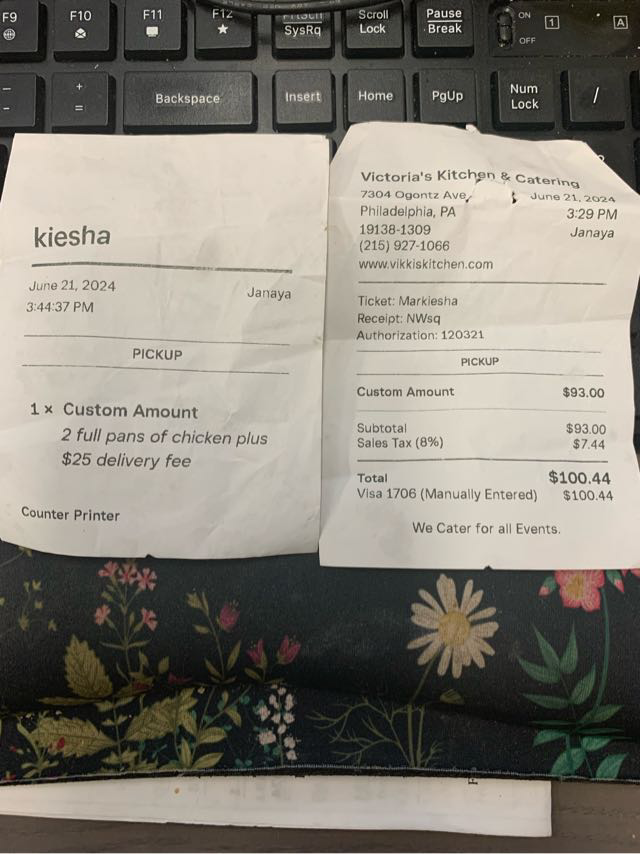 F9
F10
F11
F12
PrtScn
SysRq
Scroll
Lock
Pause
Break
ON
OFF
1
A
-
+
=
Backspace
Insert
Home
PgUp
Num
Lock
/
kiesha
June 21, 2024
3:44:37 PM
Janaya
PICKUP
1 x Custom Amount
2 full pans of chicken plus
$25 delivery fee
Counter Printer
Victoria's Kitchen & Catering
7304 Ogontz Ave, June 21, 2024
Philadelphia, PA 3:29 PM
19138-1309 Janaya
(215) 927-1066
www.vikkiskitchen.com
Ticket: Markiesha
Receipt: NWsq
Authorization: 120321
PICKUP
Custom Amount $93.00
Subtotal $93.00
Sales Tax (8%) $7.44
Total $100.44
Visa 1706 (Manually Entered) $100.44
We Cater for all Events.